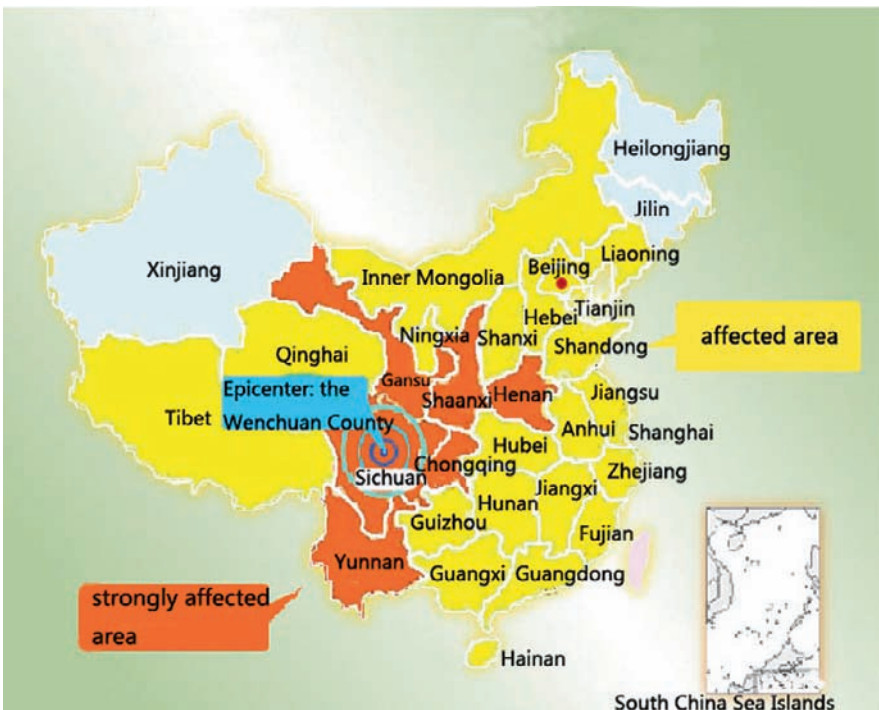 Heilongjiang
Jilin
Liaoning
Beijing
Xinjiang
Inner Mongolia
Tianjin
Hebei
Ningxia
Shanxi
Shandong
affected area
Qinghai
Gansu
Epicenter: the
Wenchuan County
Shaanxi
Henan
Jiangsu
Tibet
Anhui
Shanghai
Hubei
Chongqing
Sichuan
Zhejiang
Jiangxi
Hunan
Guizhou
Fujian
Yunnan
Guangxi
Guangdong
strongly affected
area
Hainan
South China Sea Islands